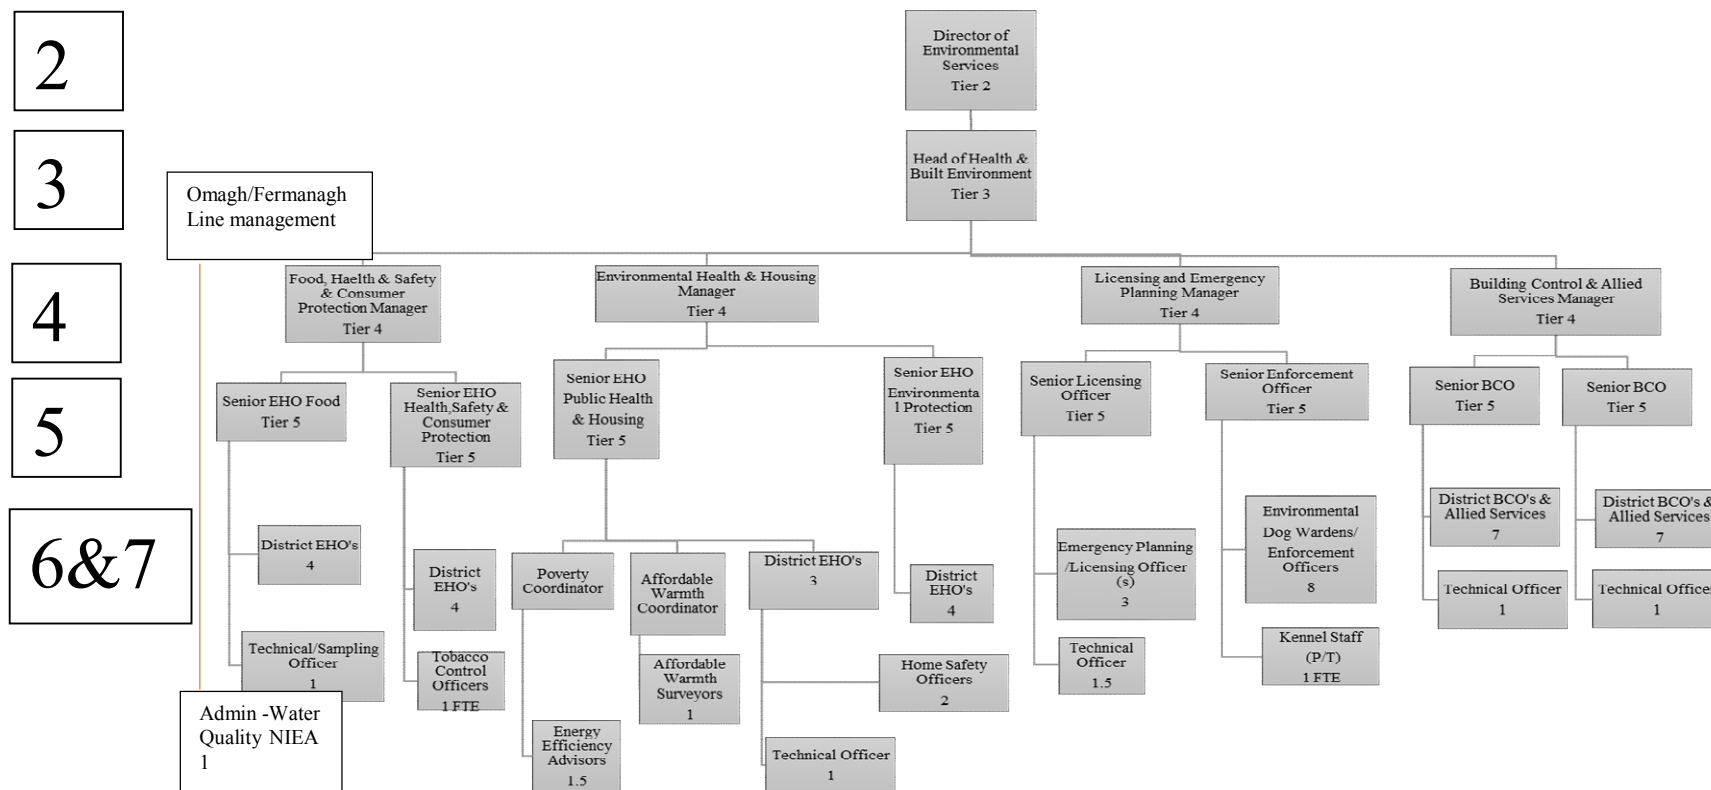 2
Director of
Environmental
Services
Tier 2
3
Head of Health &
Built Environment
Tier 3
Omagh/Fermanagh
Line management
4
Food, Haelth & Safety
& Consumer
Protection Manager
Tier 4
Environmental Health & Housing
Manager
Tier 4
Licensing and Emergency
Planning Manager
Tier 4
Building Control & Allied
Services Manager
Tier 4
5
Senior EHO Food
Tier 5
Senior EHO
Health,Safety &
Consumer
Protection
Tier 5
Senior EHO
Public Health
& Housing
Tier 5
Senior EHO
Environmenta
l Protection
Tier 5
Senior Licensing
Officer
Tier 5
Senior Enforcement
Officer
Tier 5
Senior BCO
Tier 5
Senior BCO
Tier 5
6&7
District EHO's
4
Technical/Sampling
Officer
1
District
EHO's
4
Tobacco
Control
Officers
1 FTE
Poverty
Coordinator
Energy
Efficiency
Advisors
1.5
Affordable
Warmth
Coordinator
Affordable
Warmth
Surveyors
1
District EHO's
3
Home Safety
Officers
2
Technical Officer
1
District
EHO's
4
Emergency Planning
/Licensing Officer
(s)
3
Technical
Officer
1.5
Environmental
Dog Wardens/
Enforcement
Officers
8
Kennel Staff
(P/T)
1 FTE
District BCO's &
Allied Services
7
Technical Officer
1
District BCO's &
Allied Services
7
Technical Officer
1
Admin -Water
Quality NIEA
1